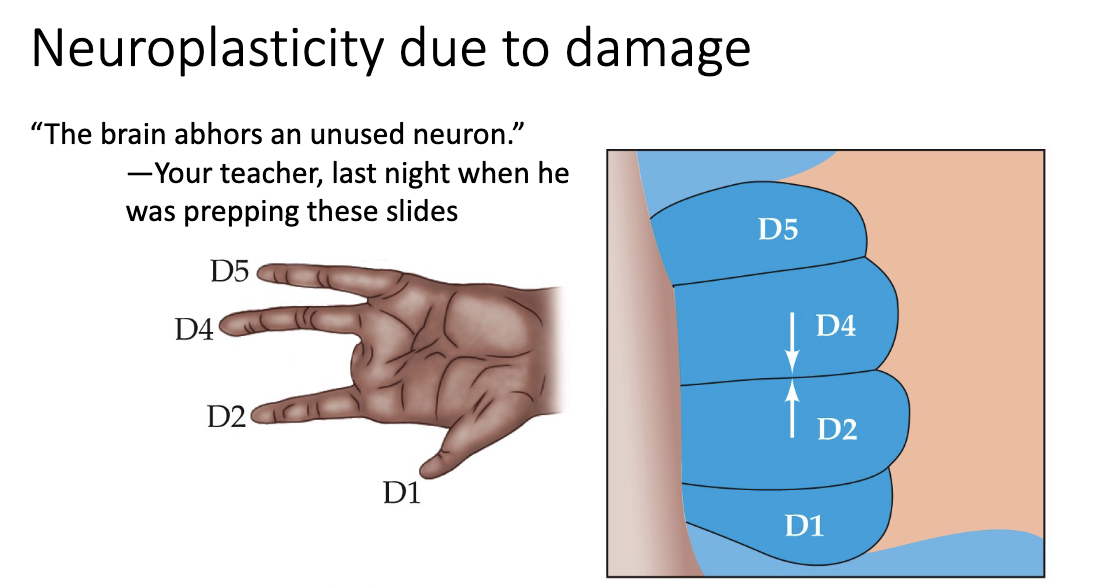 Neuroplasticity due to damage
“The brain abhors an unused neuron.”
—Your teacher, last night when he
was prepping these slides
D5
D4
D2
D1
D5
D4
D2
D1